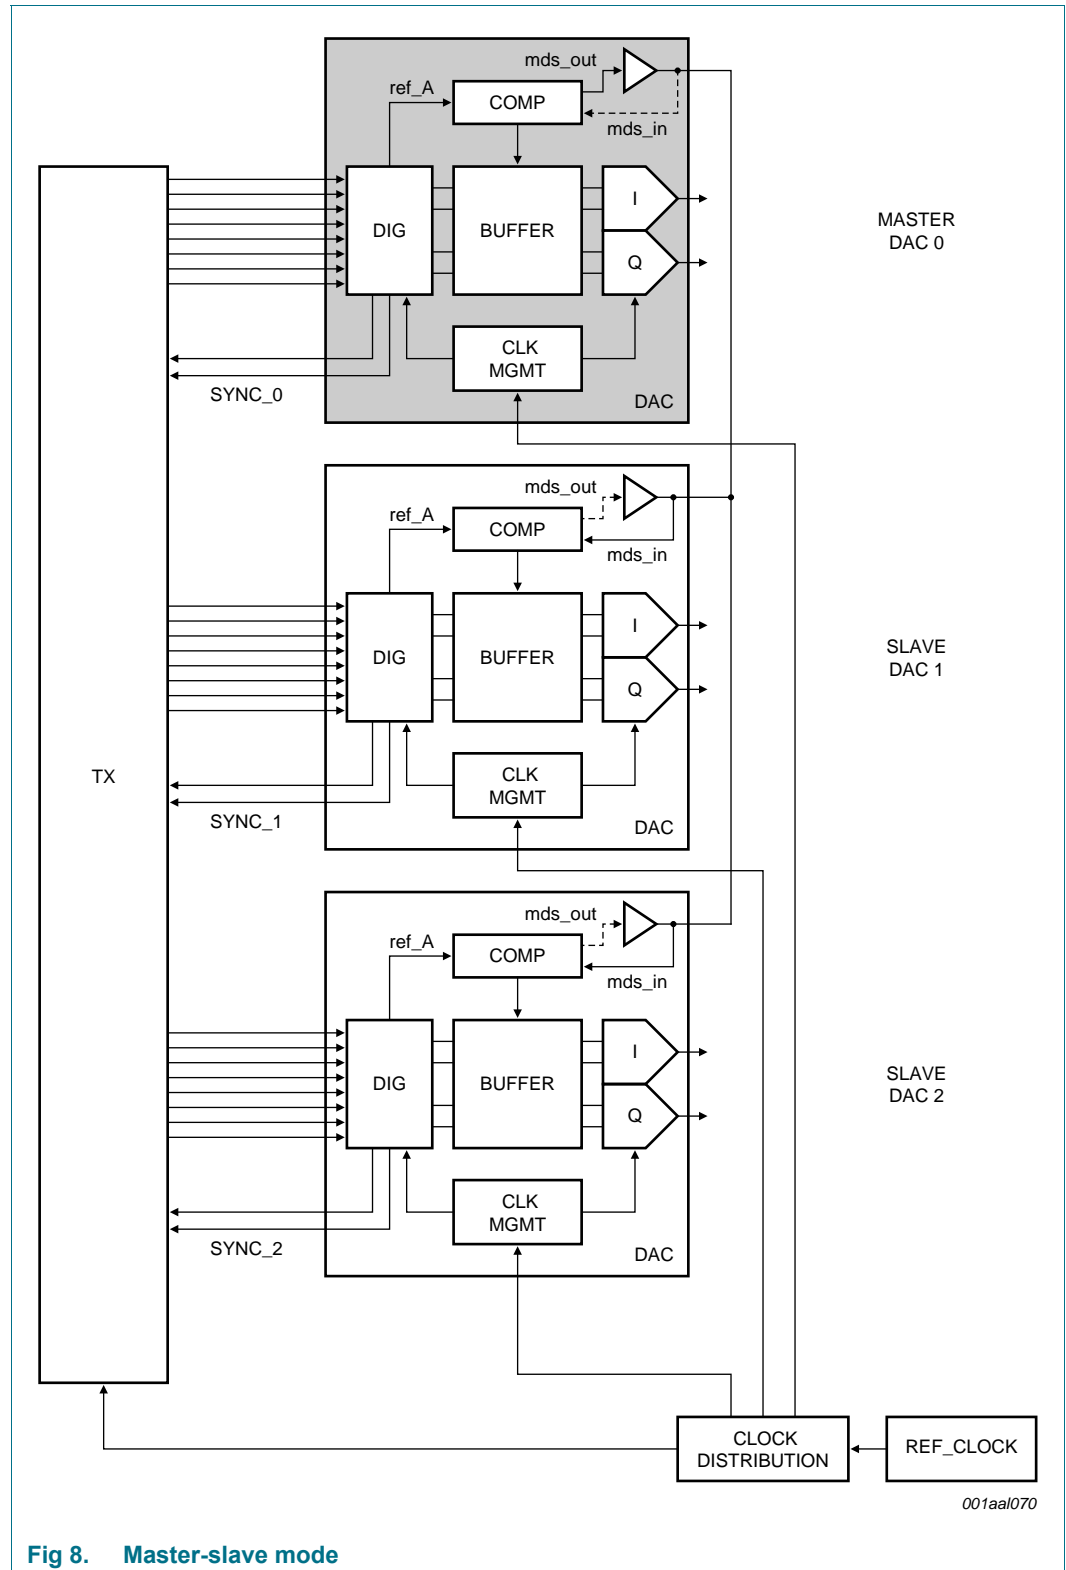 mds_out
ref_A
COMP
mds_in
DIG
BUFFER
I
Q
MASTER
DAC 0
CLK
MGMT
SYNC_0
DAC
mds_out
ref_A
COMP
mds_in
DIG
BUFFER
I
Q
SLAVE
DAC 1
TX
CLK
MGMT
SYNC_1
DAC
mds_out
ref_A
COMP
mds_in
DIG
BUFFER
I
Q
SLAVE
DAC 2
CLK
MGMT
SYNC_2
DAC
CLOCK
DISTRIBUTION
REF_CLOCK
001aal070
Fig 8. Master-slave mode